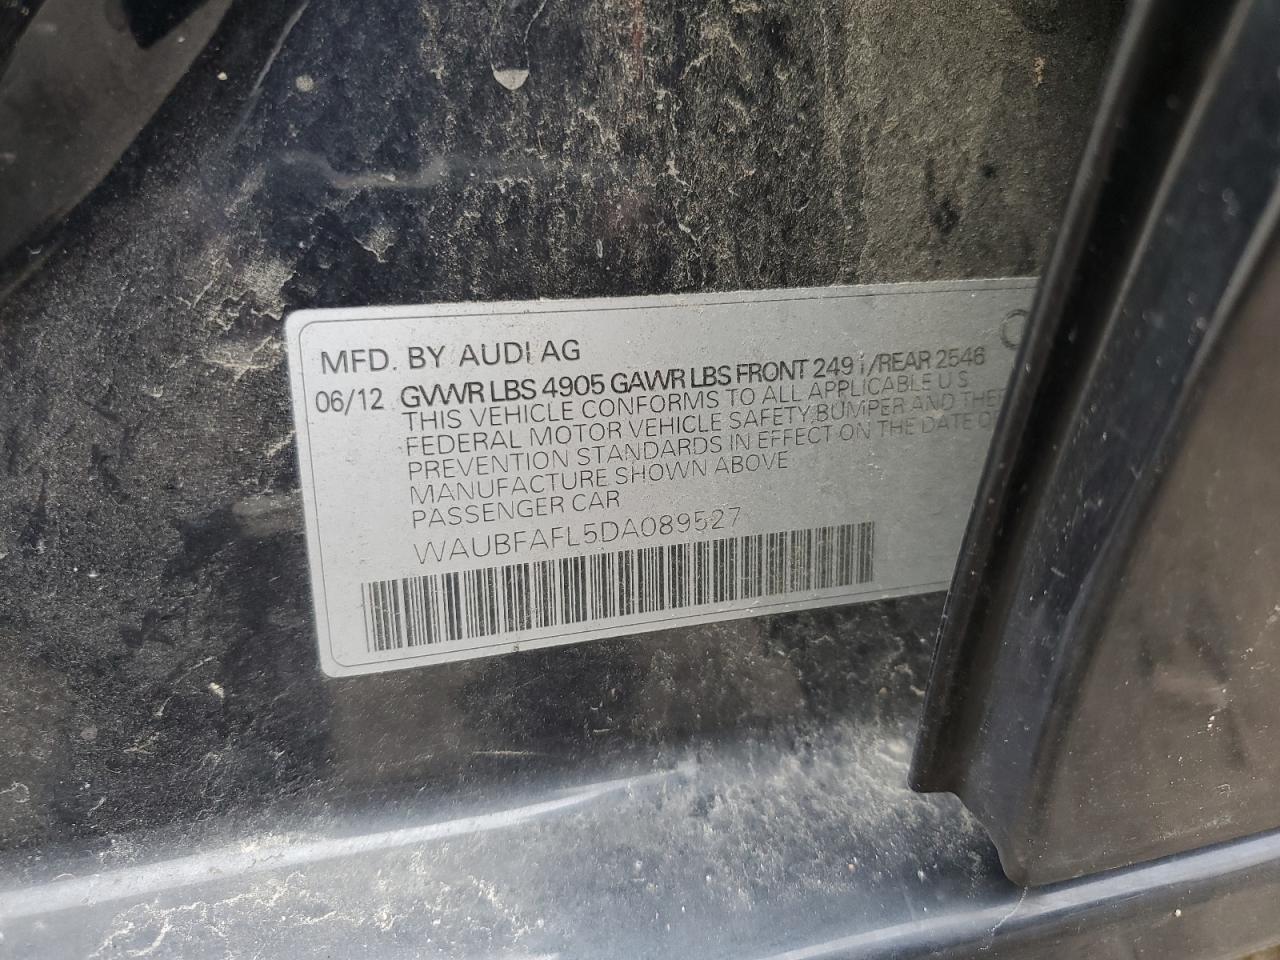 MFD. BY AUDI AG
06/12 GVWR LBS 4905 GAWR LBS FRONT 2491/REAR 2546
THIS VEHICLE CONFORMS TO ALL APPLICABLE U S
FEDERAL MOTOR VEHICLE SAFETY, BUMPER AND
PREVENTION STANDARDS IN EFFECT ON THE DATE
MANUFACTURE SHOWN ABOVE
PASSENGER CAR
WAUBFAFL5DA089527